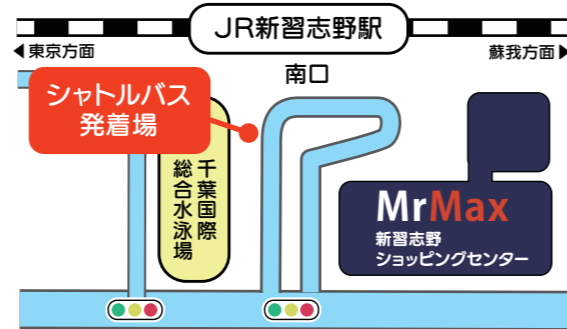 JR新習志野駅
◀東京方面
蘇我方面▶
南口
シャトルバス
発着場
千葉国際
総合水泳場
MrMax
新習志野
ショッピングセンター